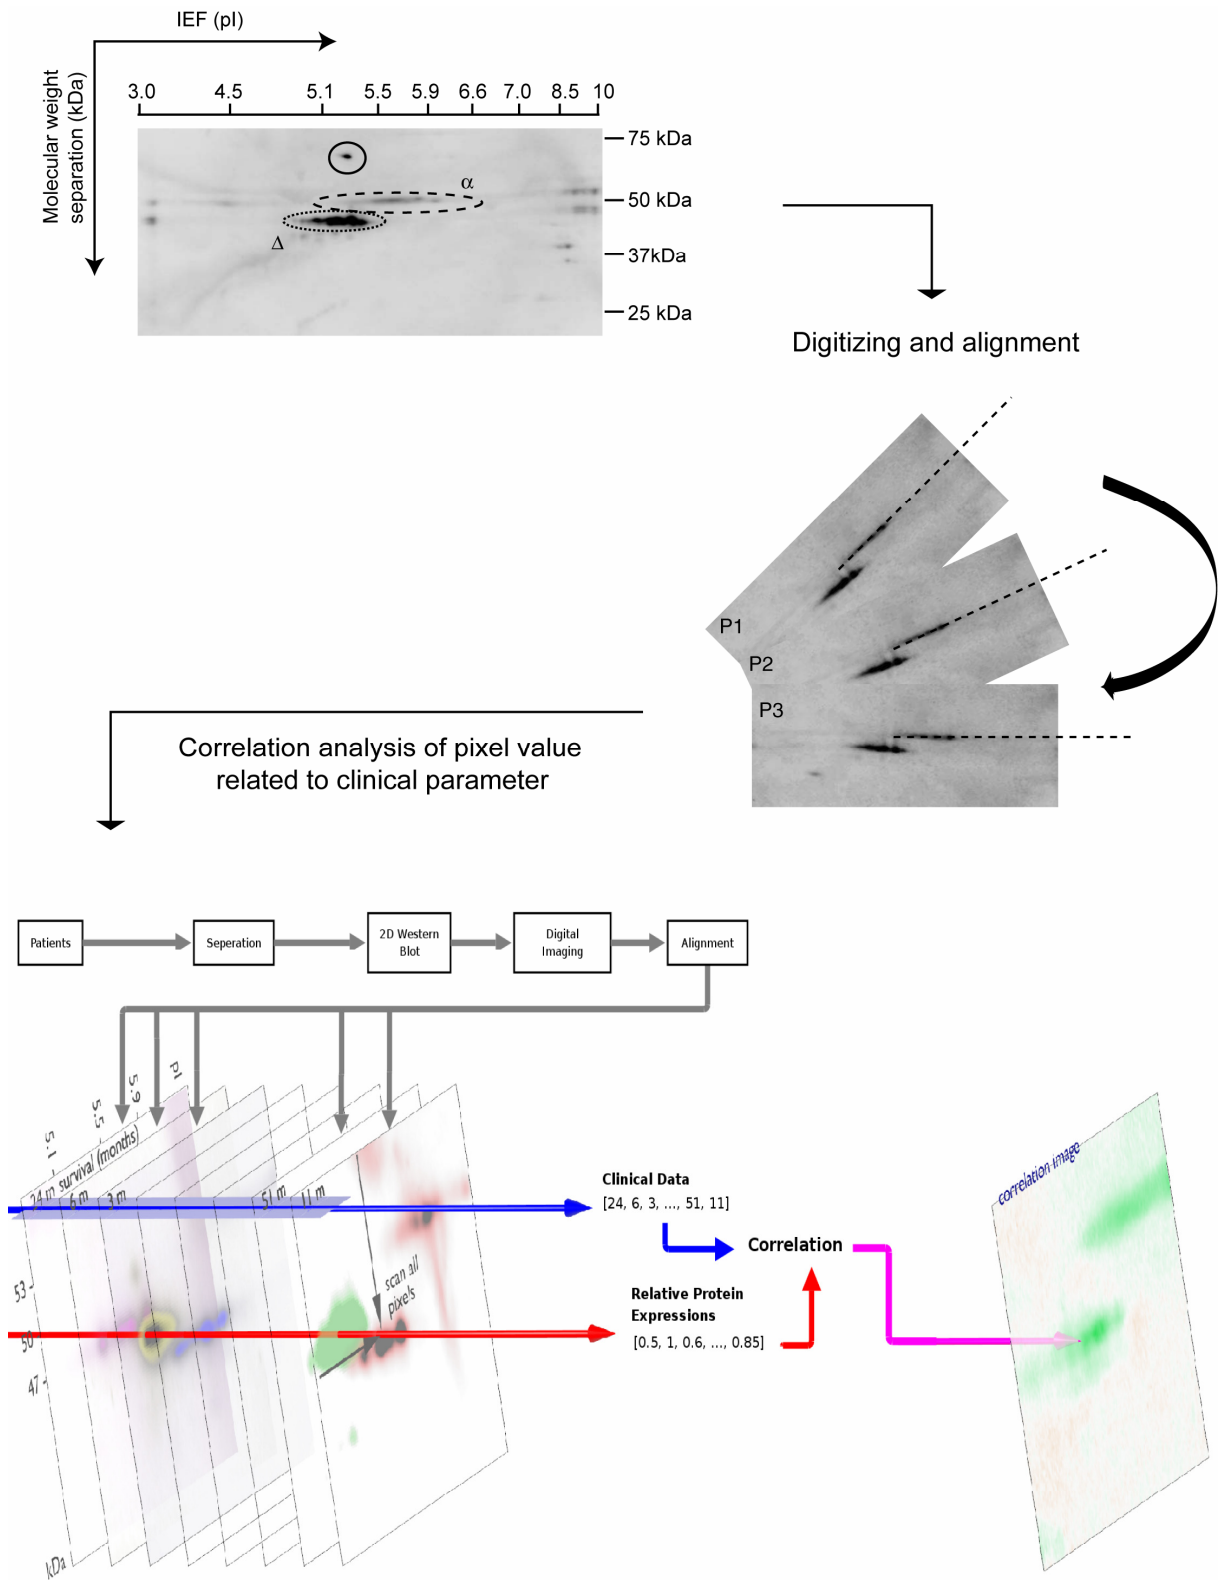 IEF (pI)
Molecular weight
separation (kDa)
3.0 4.5 5.1 5.5 5.9 6.6 7.0 8.5 10
75 kDa
α
50 kDa
Δ
37kDa
25 kDa
Digitizing and alignment
P1
P2
P3
Correlation analysis of pixel value
related to clinical parameter
Patients
Seperation
2D Western
Blot
Digital
Imaging
Alignment
pI
5.9
5.5
5.1
survival (months)
24 m 6 m 3 m 51 m 11 m
53
50
47
kDa
scan all
pixels
Clinical Data
[24, 6, 3, ..., 51, 11]
Correlation
Relative Protein
Expressions
[0.5, 1, 0.6, ..., 0.85]
correlation image